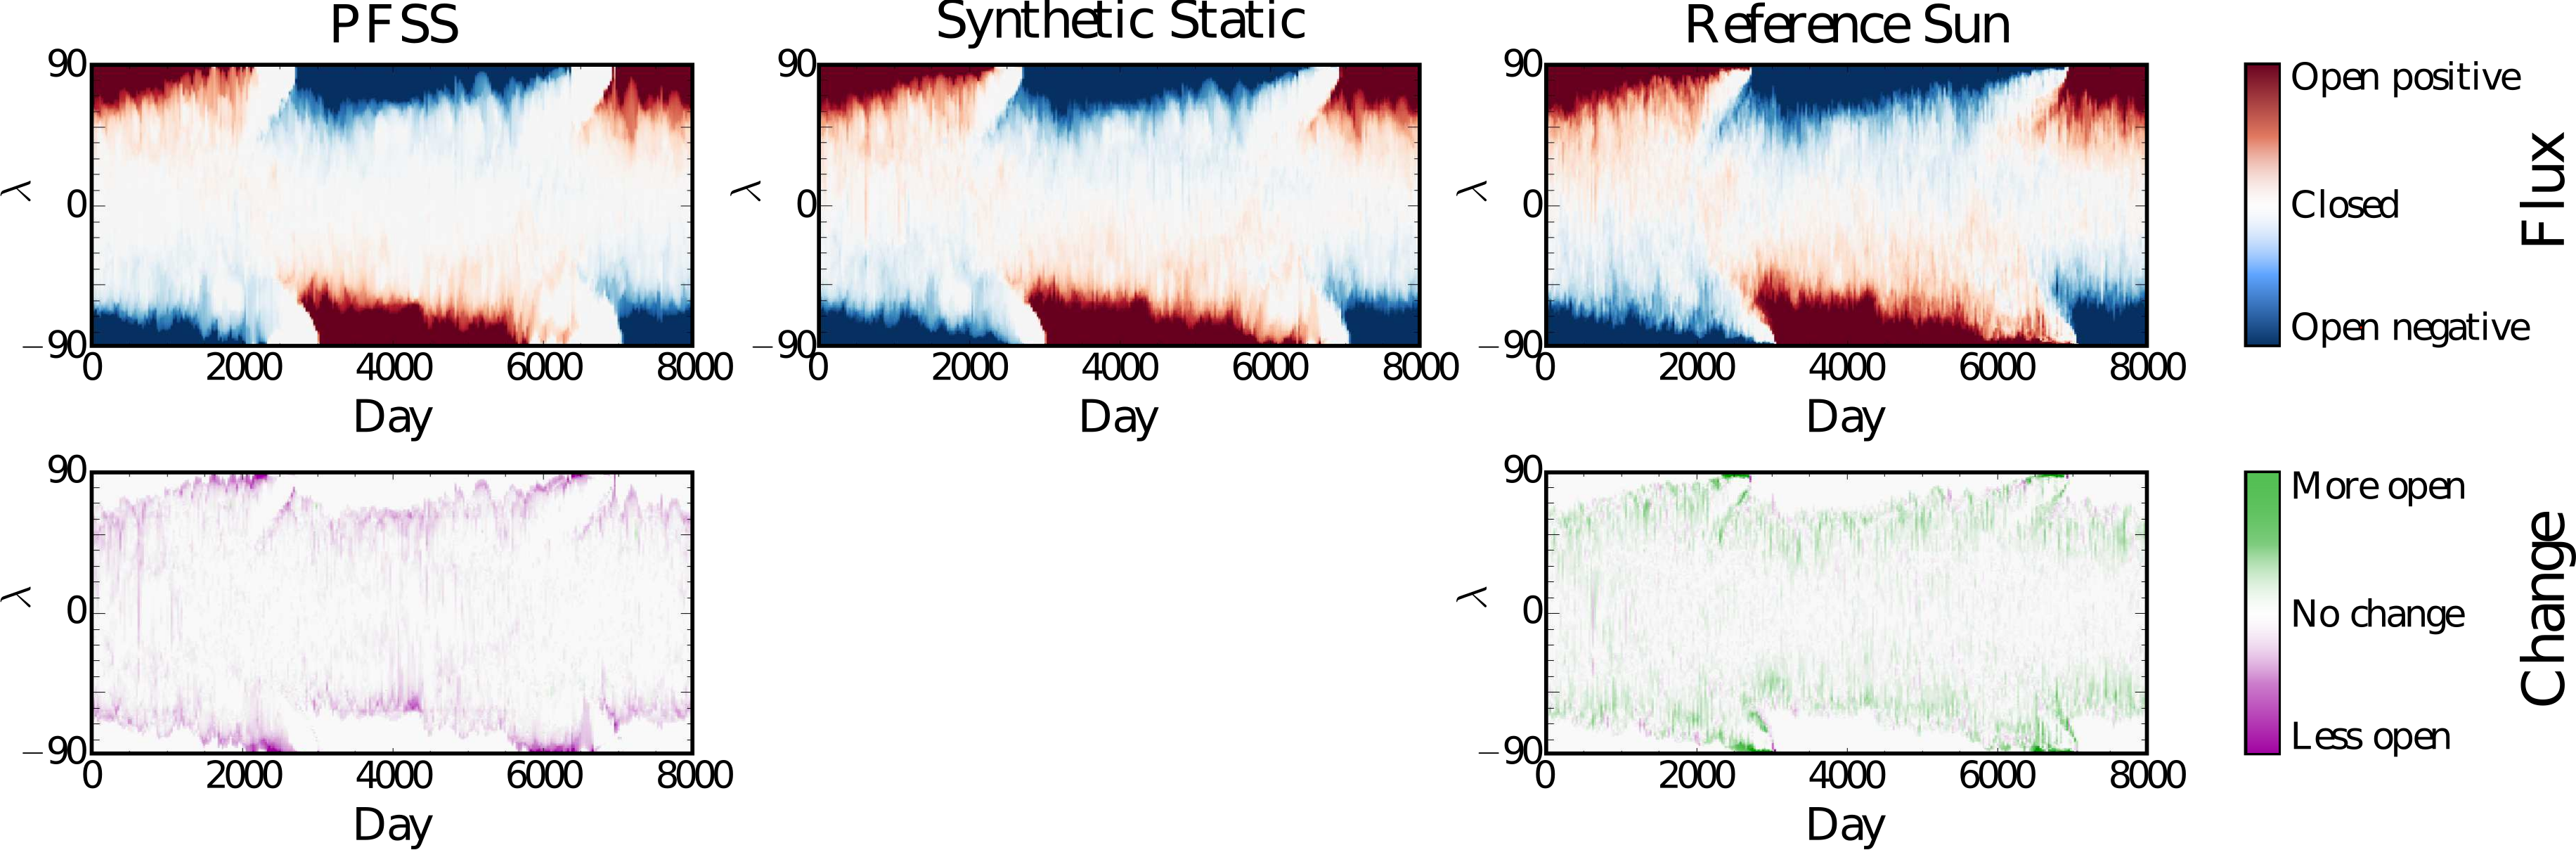 PFSS
Synthetic Static
Reference Sun
90
0
−90
λ
0 2000 4000 6000 8000
Day
90
0
−90
λ
0 2000 4000 6000 8000
Day
90
0
−90
λ
0 2000 4000 6000 8000
Day
Open positive
Closed
Open negative
Flux
90
0
−90
λ
0 2000 4000 6000 8000
Day
90
0
−90
λ
0 2000 4000 6000 8000
Day
More open
No change
Less open
Change